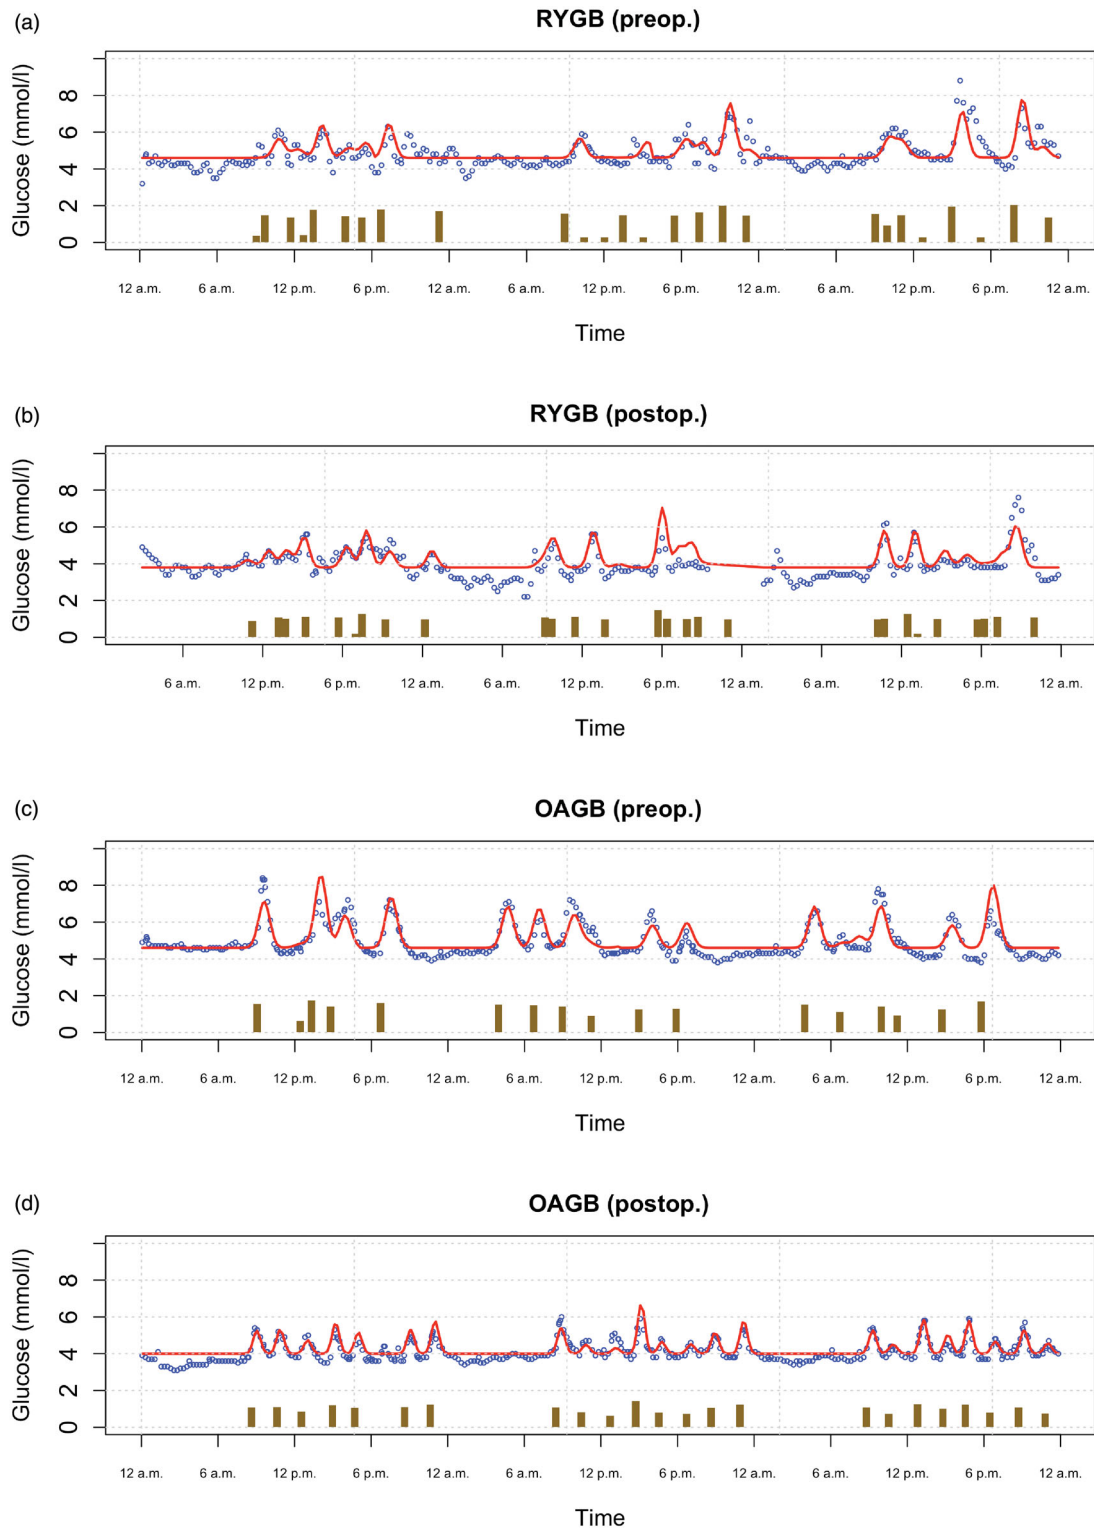 (a)
RYGB (preop.)
Glucose (mmol/l)
8
6
4
2
0
12 a.m. 6 a.m. 12 p.m. 6 p.m. 12 a.m. 6 a.m. 12 p.m. 6 p.m. 12 a.m. 6 a.m. 12 p.m. 6 p.m. 12 a.m.
Time
(b)
RYGB (postop.)
Glucose (mmol/l)
8
6
4
2
0
6 a.m. 12 p.m. 6 p.m. 12 a.m. 6 a.m. 12 p.m. 6 p.m. 12 a.m. 6 a.m. 12 p.m. 6 p.m. 12 a.m.
Time
(c)
OAGB (preop.)
Glucose (mmol/l)
8
6
4
2
0
12 a.m. 6 a.m. 12 p.m. 6 p.m. 12 a.m. 6 a.m. 12 p.m. 6 p.m. 12 a.m. 6 a.m. 12 p.m. 6 p.m. 12 a.m.
Time
(d)
OAGB (postop.)
Glucose (mmol/l)
8
6
4
2
0
12 a.m. 6 a.m. 12 p.m. 6 p.m. 12 a.m. 6 a.m. 12 p.m. 6 p.m. 12 a.m. 6 a.m. 12 p.m. 6 p.m. 12 a.m.
Time